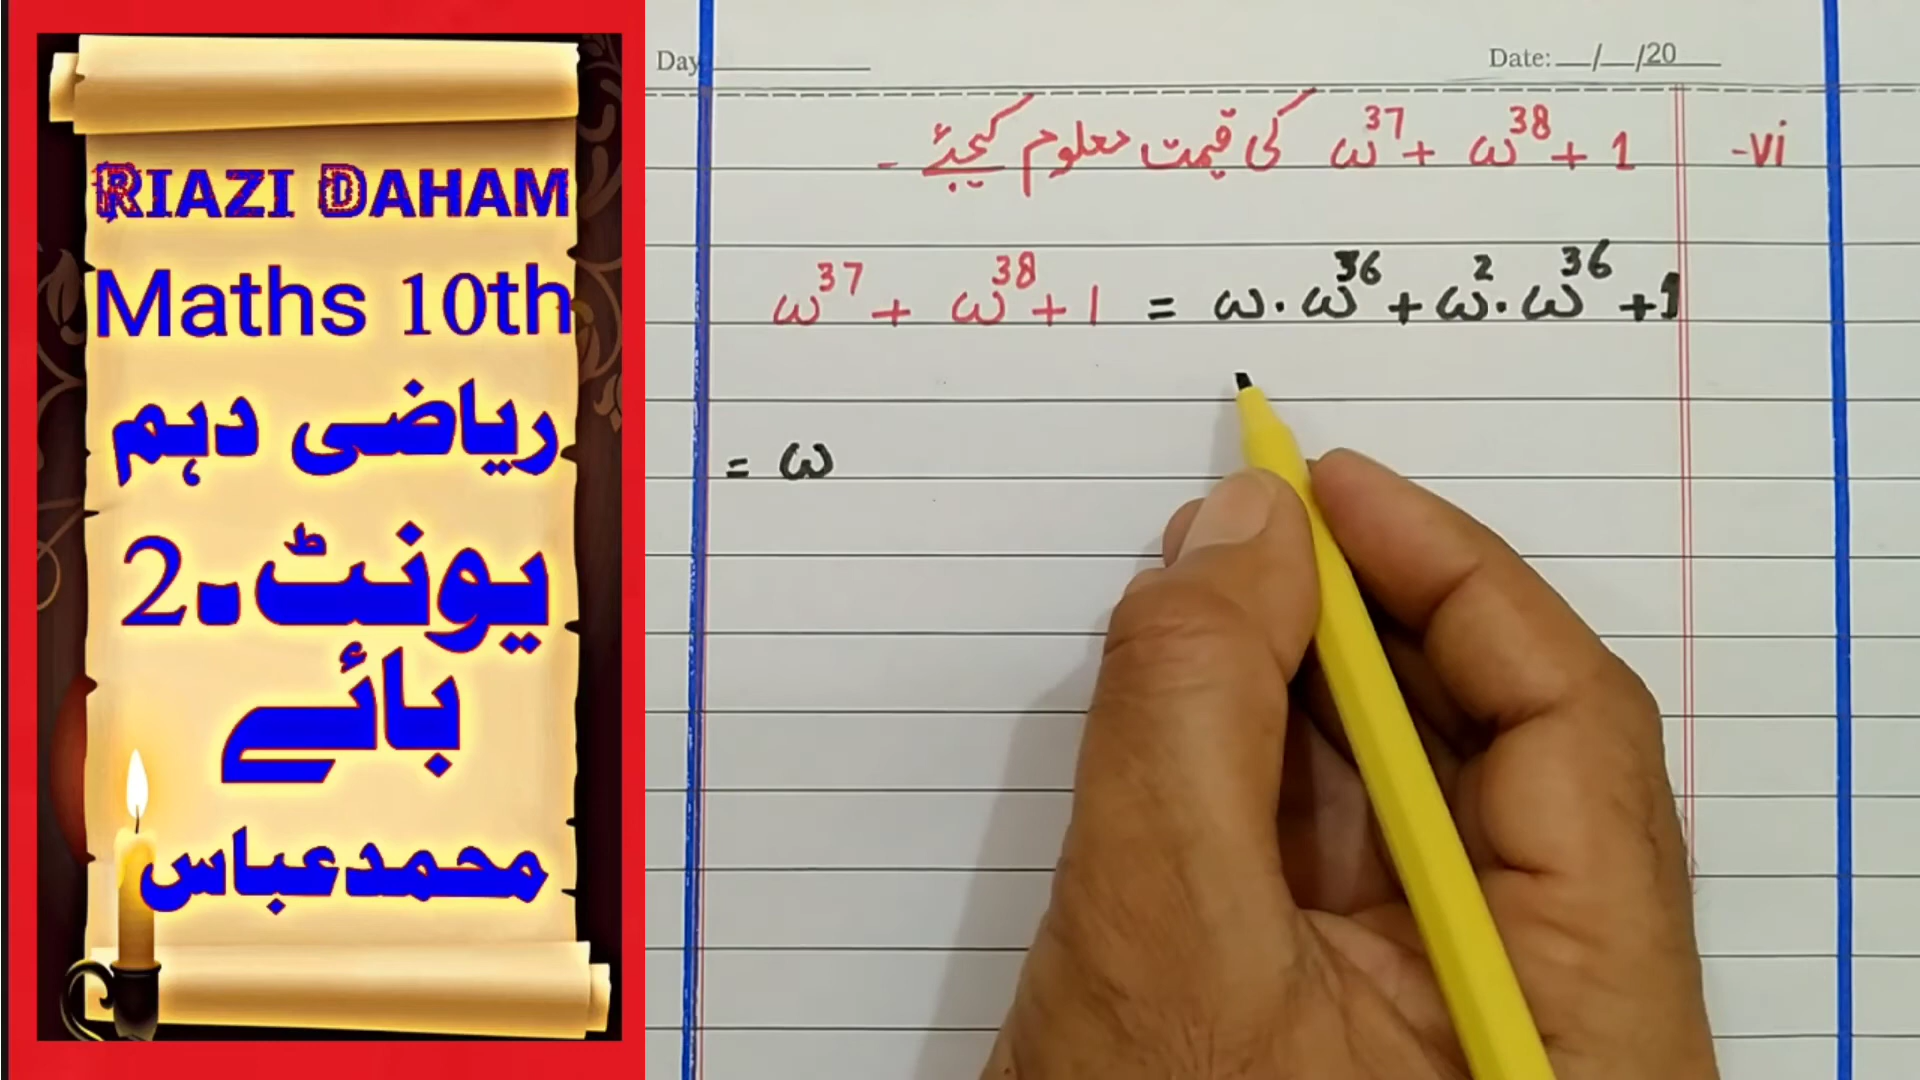 RIAZI DAHAM
Maths 10th
ریاضی دہم
یونٹ.2
بائے
محمدعباس
Day
Date: __/__/20
-vi ω³⁷ + ω³⁸ + 1 کی قیمت معلوم کیجئے -
ω³⁷ + ω³⁸ + 1 = ω · ω³⁶ + ω² · ω³⁶ + 1
= ω